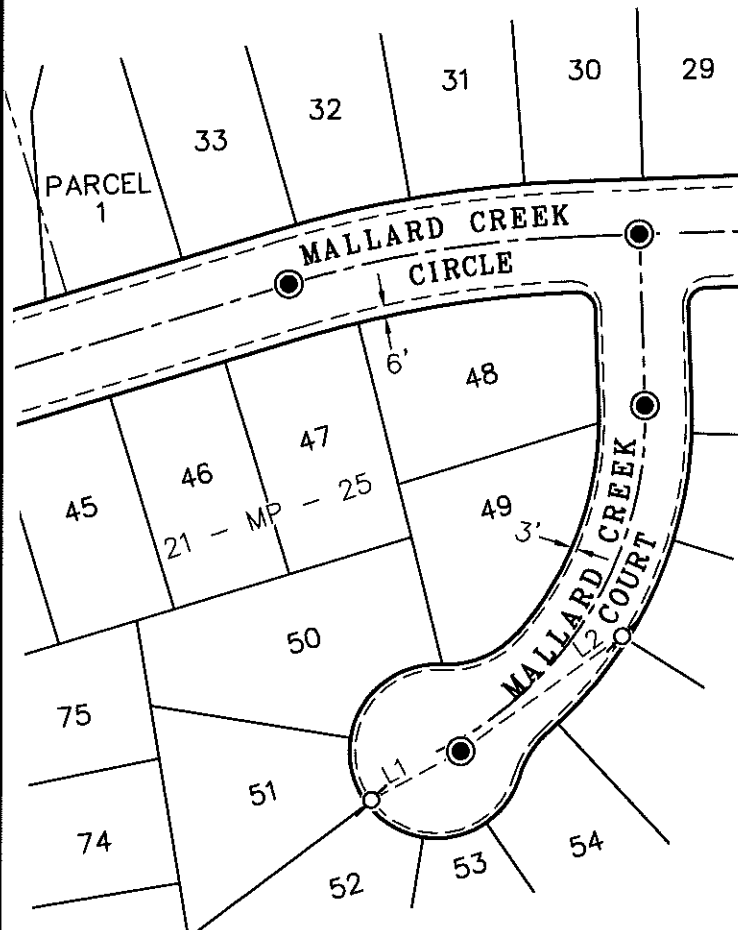 29
30
31
32
33
PARCEL
1
MALLARD CREEK
CIRCLE
6'
48
47
46
45
21 - MP - 25
49
3'
MALLARD CREEK
COURT
L2
50
75
L1
51
74
52
53
54